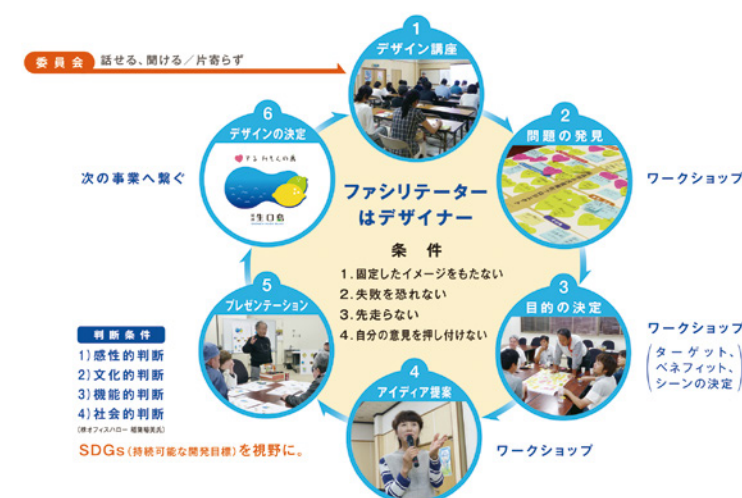 委員会 話せる、聞ける／片寄らず
1
デザイン講座
2
問題の発見
ワークショップ
3
目的の決定
ワークショップ
(ターゲット、
ベネフィット、
シーンの決定)
4
アイディア提案
ワークショップ
5
プレゼンテーション
6
デザインの決定
生口島
次の事業へ繋ぐ
ファシリテーター
はデザイナー
条件
1.固定したイメージをもたない
2.失敗を恐れない
3.先走らない
4.自分の意見を押し付けない
判断条件
1)感性的判断
2)文化的判断
3)機能的判断
4)社会的判断
SDGs(持続可能な開発目標)を視野に。